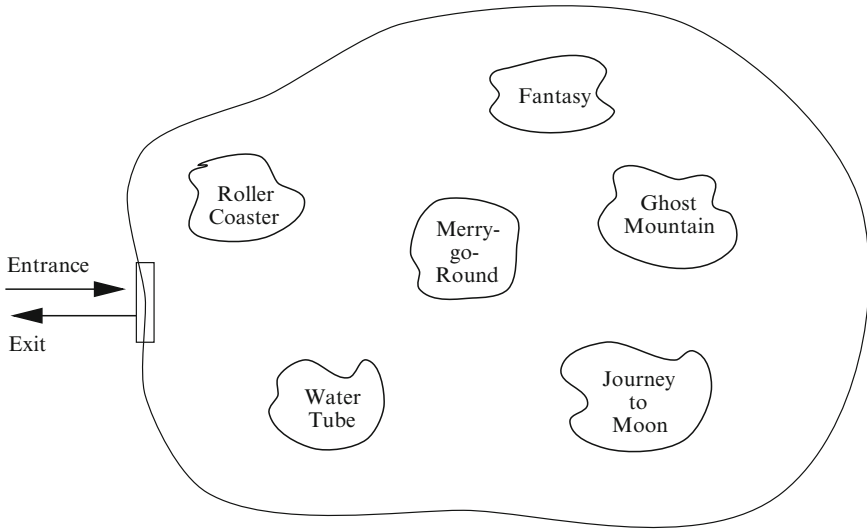 Fantasy
Roller
Coaster
Ghost
Mountain
Merry-
go-
Round
Entrance
Exit
Water
Tube
Journey
to
Moon